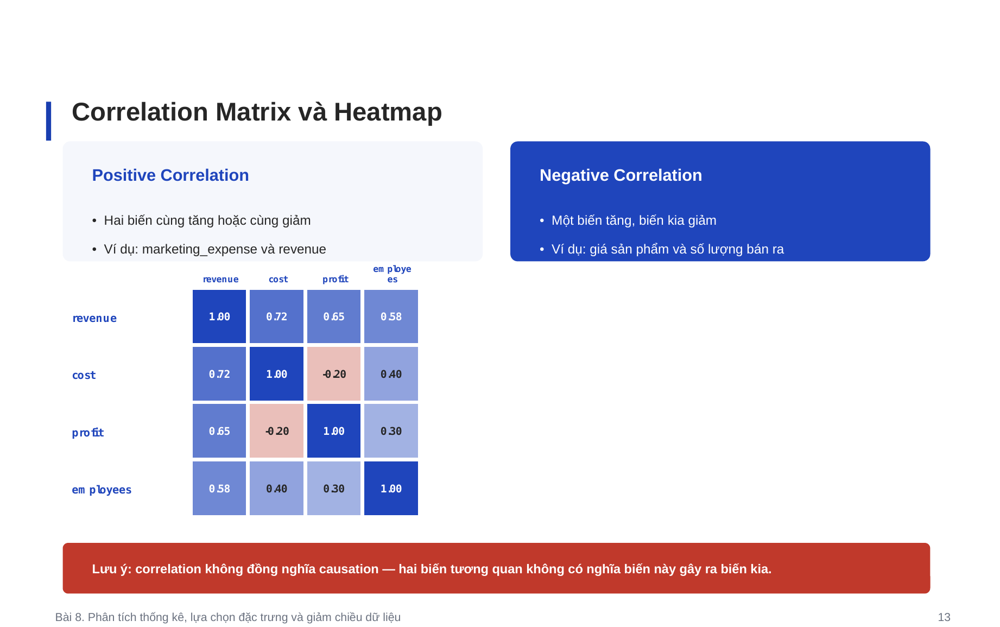 Correlation Matrix và Heatmap
Positive Correlation
• Hai biến cùng tăng hoặc cùng giảm
• Ví dụ: marketing_expense và revenue
Negative Correlation
• Một biến tăng, biến kia giảm
• Ví dụ: giá sản phẩm và số lượng bán ra
revenue cost profit employe
es
revenue 1.00 0.72 0.65 0.58
cost 0.72 1.00 -0.20 0.40
profit 0.65 -0.20 1.00 0.30
employees 0.58 0.40 0.30 1.00
Lưu ý: correlation không đồng nghĩa causation — hai biến tương quan không có nghĩa biến này gây ra biến kia.
Bài 8. Phân tích thống kê, lựa chọn đặc trưng và giảm chiều dữ liệu 13